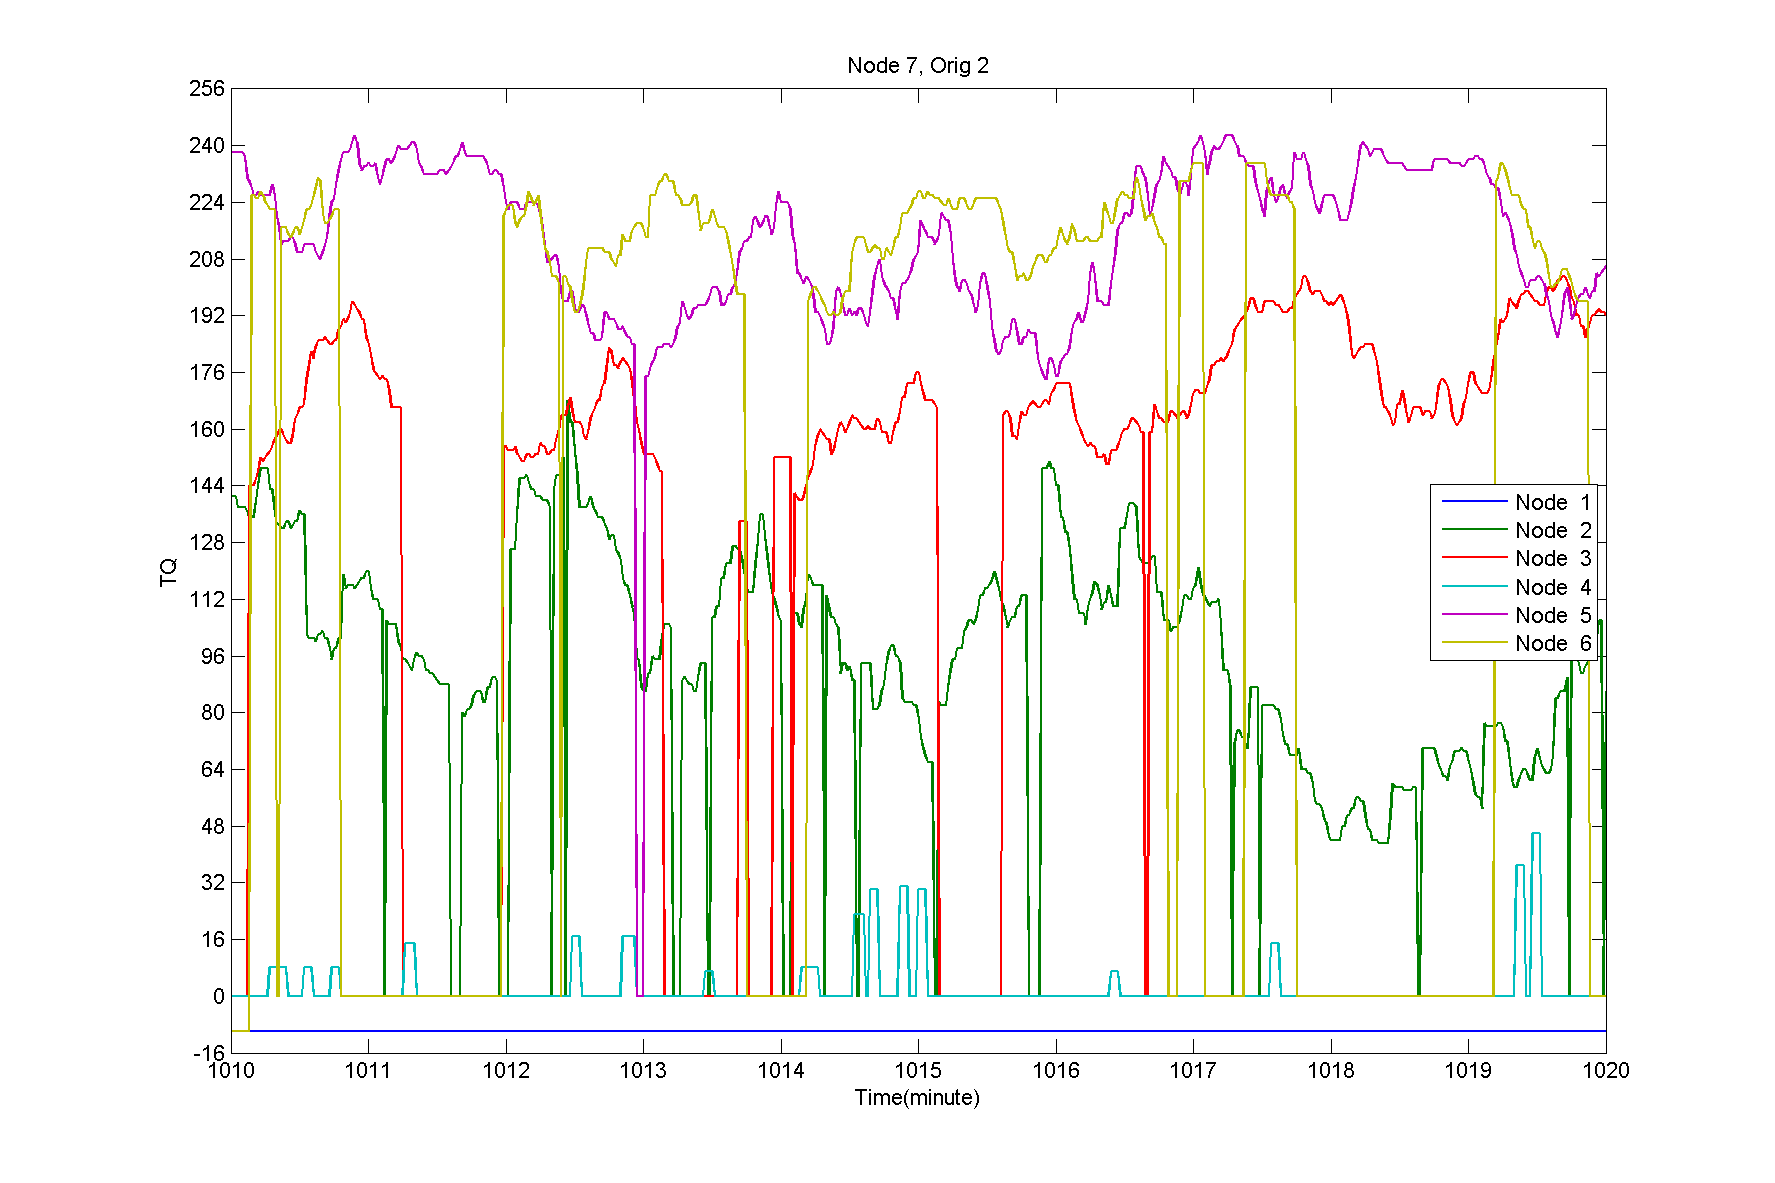 Node 7, Orig 2
256
240
224
208
192
176
160
144
128
112
96
80
64
48
32
16
0
-16
TQ
Node 1
Node 2
Node 3
Node 4
Node 5
Node 6
1010 1011 1012 1013 1014 1015 1016 1017 1018 1019 1020
Time(minute)